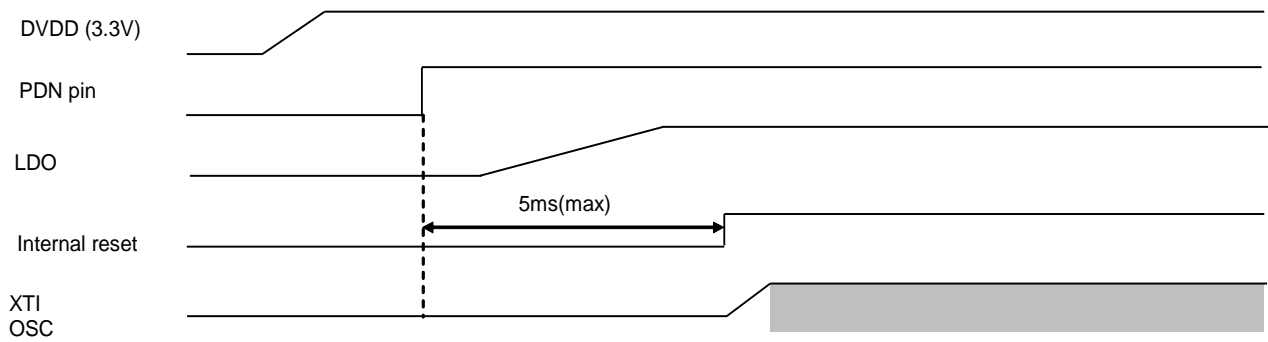 DVDD (3.3V)
PDN pin
LDO
5ms(max)
Internal reset
XTI
OSC